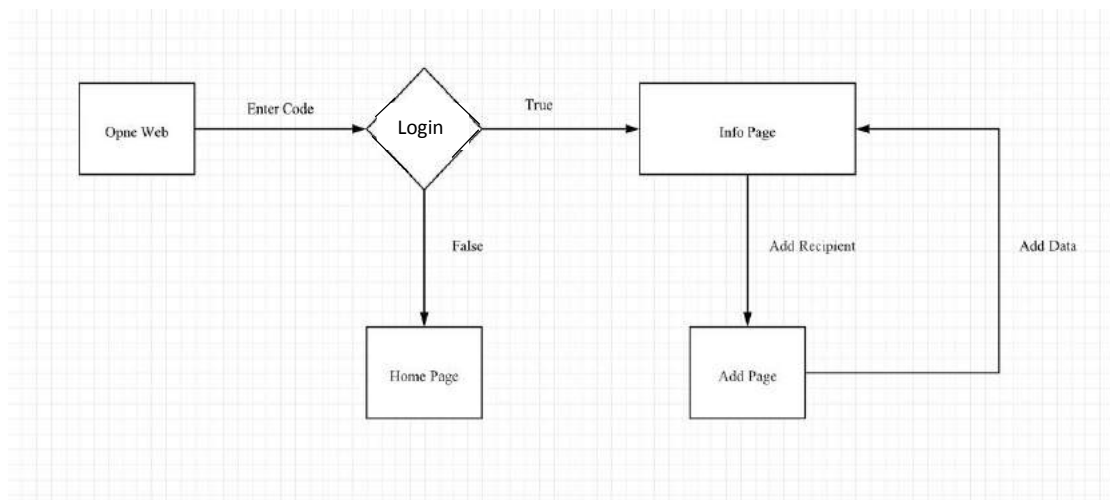 Enter Code
True
Opne Web
Login
Info Page
False
Add Recipient
Add Data
Home Page
Add Page